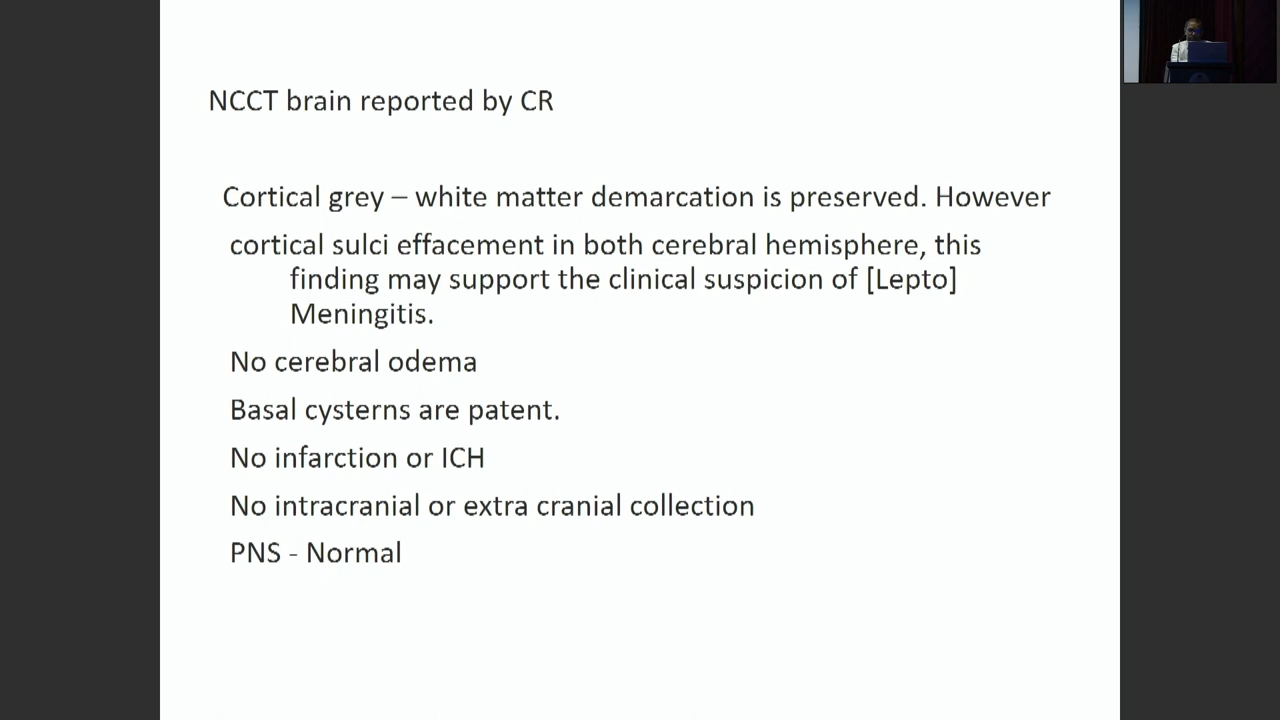 NCCT brain reported by CR
Cortical grey – white matter demarcation is preserved. However
cortical sulci effacement in both cerebral hemisphere, this
finding may support the clinical suspicion of [Lepto]
Meningitis.
No cerebral odema
Basal cysterns are patent.
No infarction or ICH
No intracranial or extra cranial collection
PNS - Normal